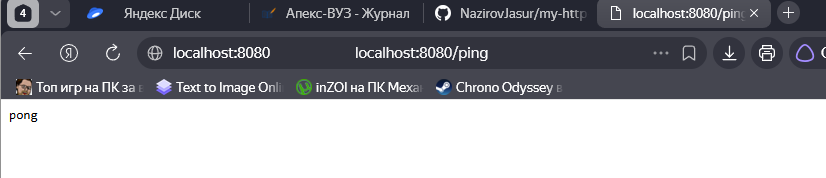 4 Яндекс Диск Апекс-ВУЗ - Журнал NazirovJasur/my-http localhost:8080/ping
localhost:8080 localhost:8080/ping
Топ игр на ПК за в Text to Image Onli inZOI на ПК Механ Chrono Odyssey в
pong